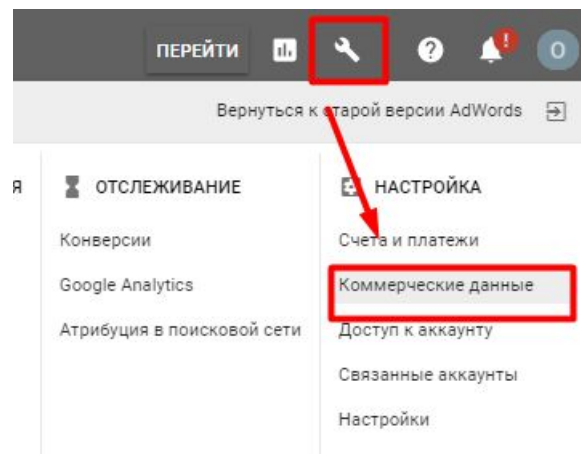 ПЕРЕЙТИ
Вернуться к старой версии AdWords
Я
ОТСЛЕЖИВАНИЕ
Конверсии
Google Analytics
Атрибуция в поисковой сети
НАСТРОЙКА
Счета и платежи
Коммерческие данные
Доступ к аккаунту
Связанные аккаунты
Настройки